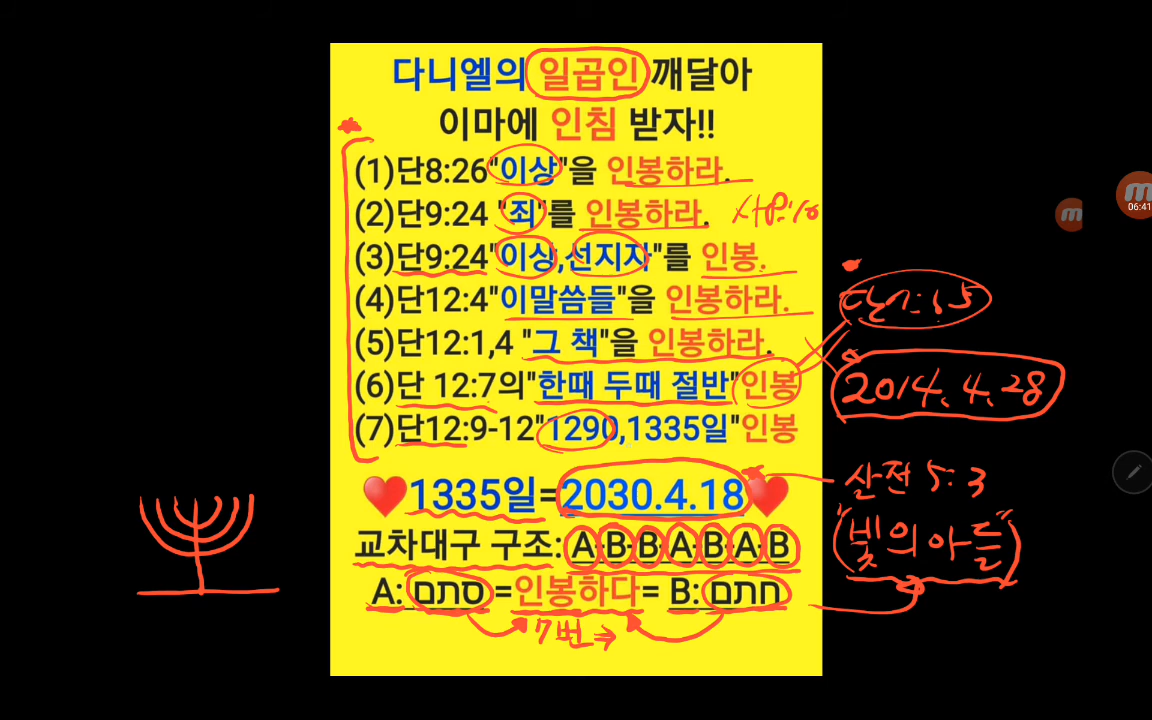 다니엘의 일곱인 깨달아
이마에 인침 받자!!
(1)단8:26"이상"을 인봉하라.
(2)단9:24 "죄"를 인봉하라. 사8:16
(3)단9:24"이상,선지자"를 인봉.
(4)단12:4"이말씀들"을 인봉하라.
(5)단12:1,4 "그 책"을 인봉하라.
(6)단 12:7의"한때 두때 절반"인봉
(7)단12:9-12"1290,1335일"인봉
1335일=2030.4.18
교차대구 구조: A-B-B-A-B-A-B
A: סתם =인봉하다= B: חתם
7번
2014.4.28
살전 5:3
"빛의 아들"
06:41